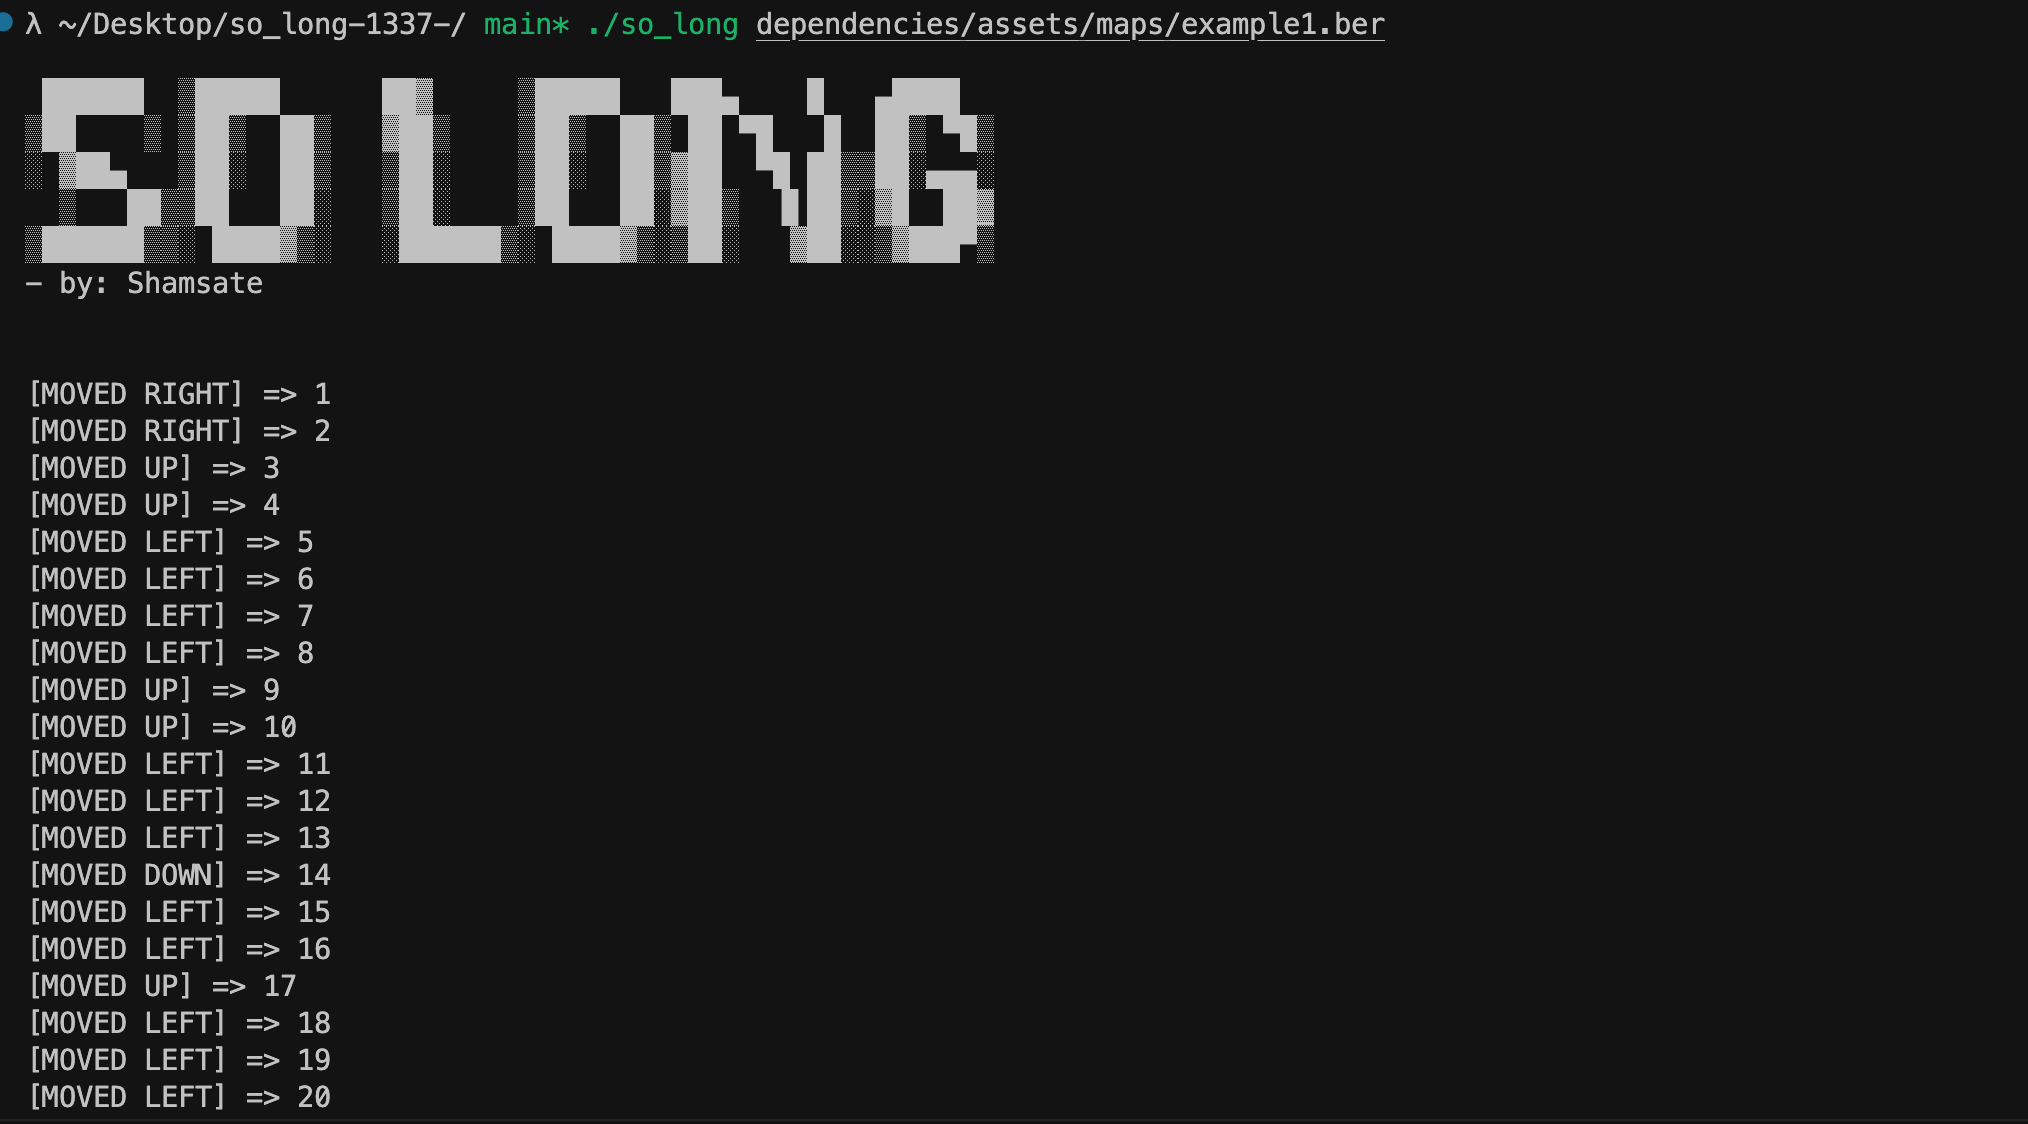 λ ~/Desktop/so_long-1337-/ main* ./so_long dependencies/assets/maps/example1.ber
SO LONG
- by: Shamsate
[MOVED RIGHT] => 1
[MOVED RIGHT] => 2
[MOVED UP] => 3
[MOVED UP] => 4
[MOVED LEFT] => 5
[MOVED LEFT] => 6
[MOVED LEFT] => 7
[MOVED LEFT] => 8
[MOVED UP] => 9
[MOVED UP] => 10
[MOVED LEFT] => 11
[MOVED LEFT] => 12
[MOVED LEFT] => 13
[MOVED DOWN] => 14
[MOVED LEFT] => 15
[MOVED LEFT] => 16
[MOVED UP] => 17
[MOVED LEFT] => 18
[MOVED LEFT] => 19
[MOVED LEFT] => 20